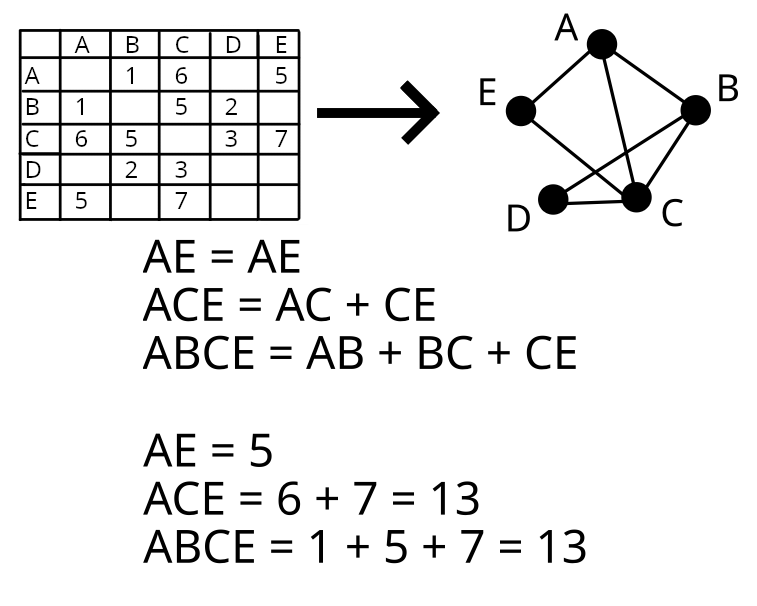 A B C D E
A 1 6 5
B 1 5 2
C 6 5 3 7
D 2 3
E 5 7
A
B
E
D
C
AE = AE
ACE = AC + CE
ABCE = AB + BC + CE
AE = 5
ACE = 6 + 7 = 13
ABCE = 1 + 5 + 7 = 13